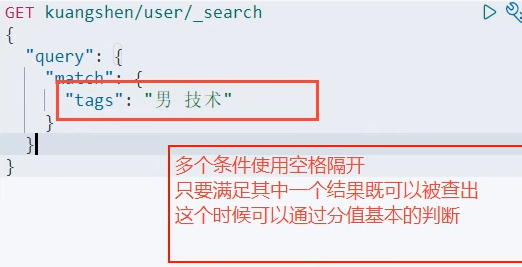 GET kuangshen/user/_search
{
"query": {
"match": {
"tags": "男 技术"
}
}
}
多个条件使用空格隔开
只要满足其中一个结果既可以被查出
这个时候可以通过分值基本的判断